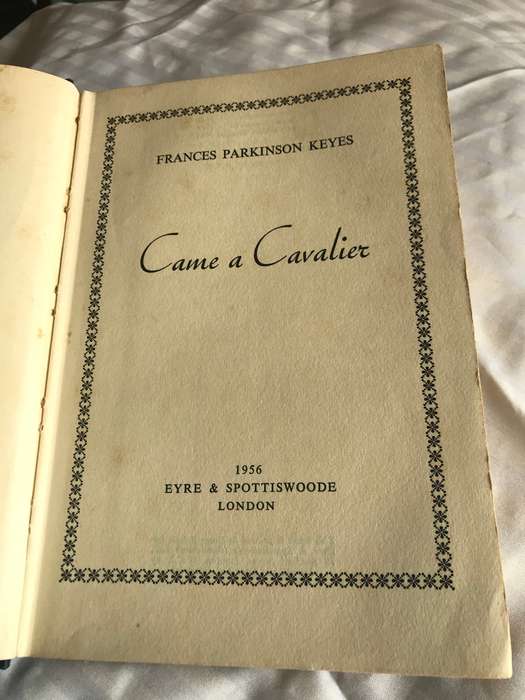 FRANCES PARKINSON KEYES
Came a Cavalier
1956
EYRE & SPOTTISWOODE
LONDON